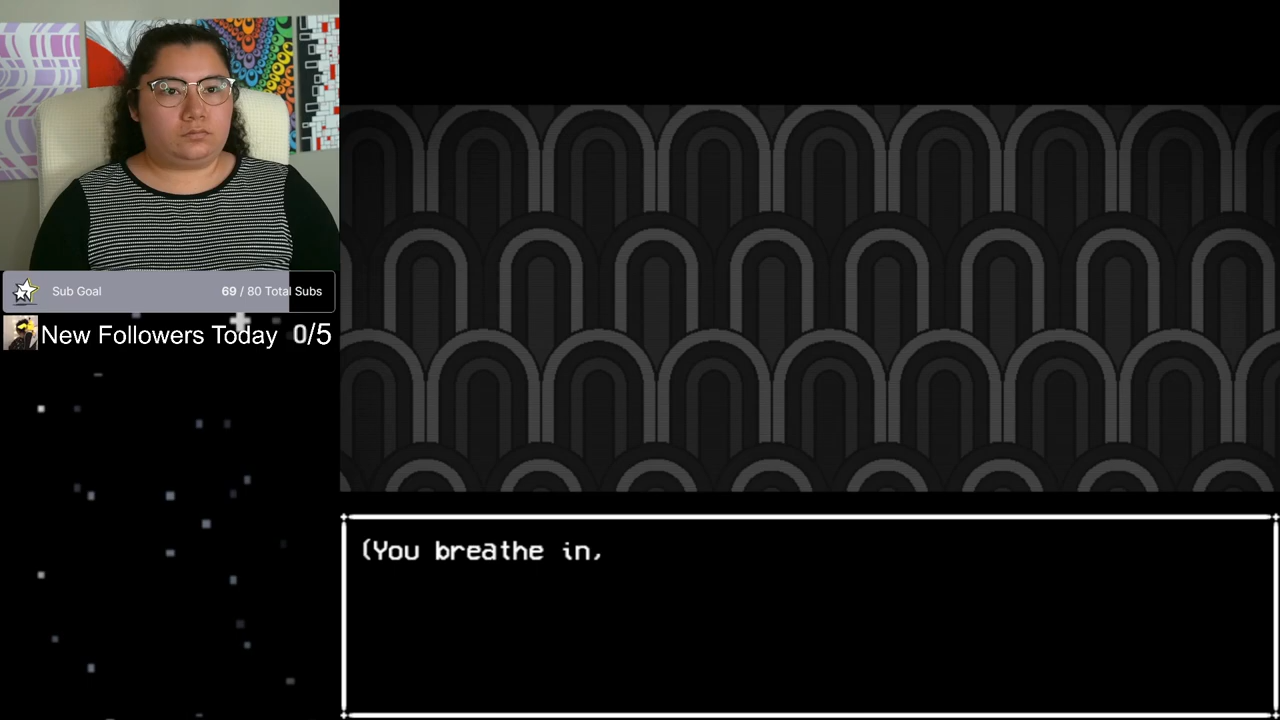 Sub Goal
69 / 80 Total Subs
New Followers Today 0/5
(You breathe in,